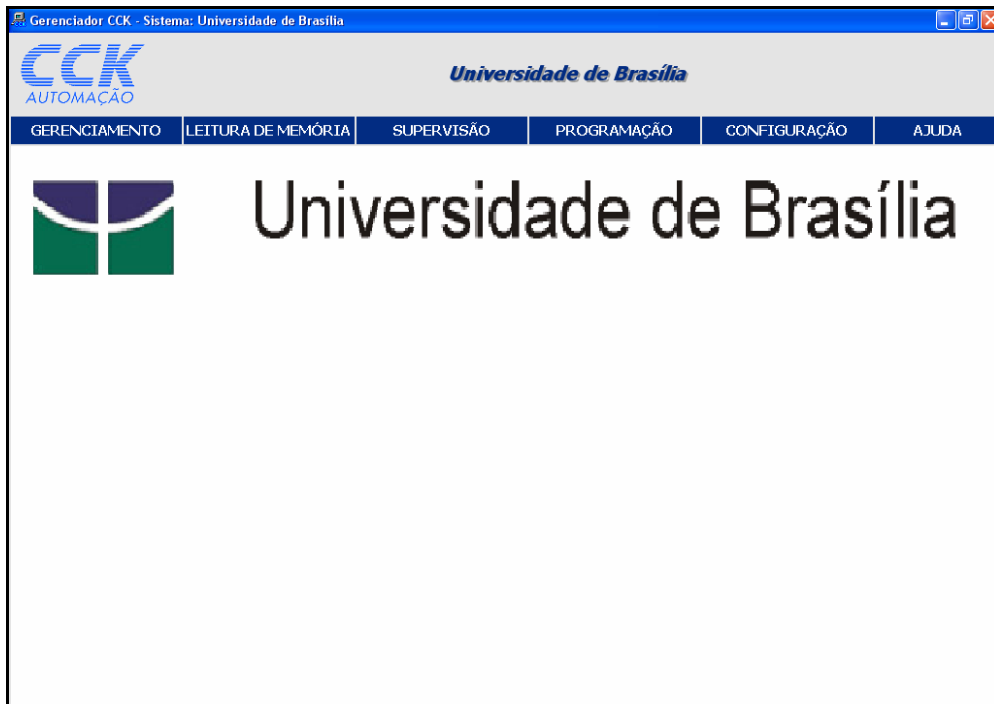 Gerenciador CCK - Sistema: Universidade de Brasília
CCK
AUTOMAÇÃO
Universidade de Brasília
GERENCIAMENTO LEITURA DE MEMÓRIA SUPERVISÃO PROGRAMAÇÃO CONFIGURAÇÃO AJUDA
Universidade de Brasília